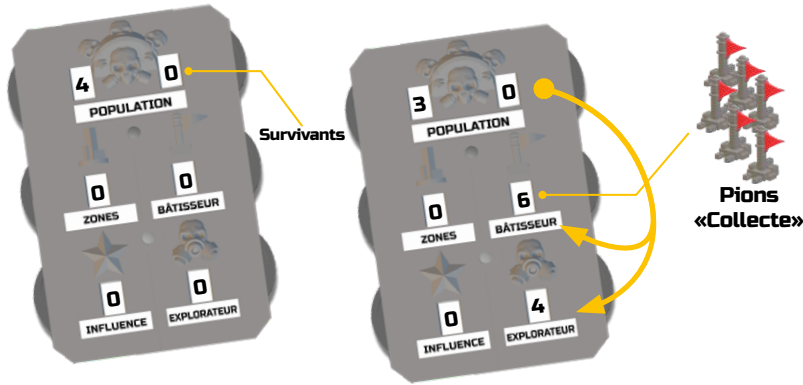 4 0
POPULATION
Survivants
0 0
ZONES BÂTISSEUR
0 0
INFLUENCE EXPLORATEUR
3 0
POPULATION
0 6
ZONES BÂTISSEUR
0 4
INFLUENCE EXPLORATEUR
Pions
«Collecte»